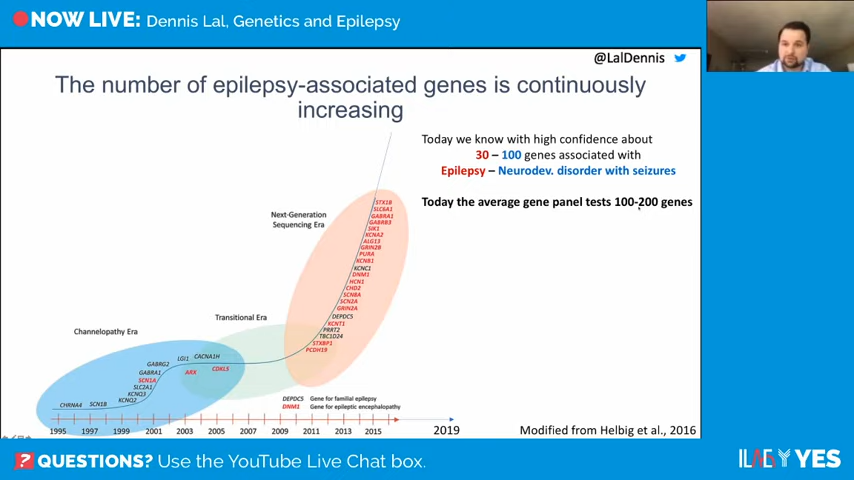 NOW LIVE: Dennis Lal, Genetics and Epilepsy
@LalDennis
The number of epilepsy-associated genes is continuously
increasing
Today we know with high confidence about
30 – 100 genes associated with
Epilepsy – Neurodev. disorder with seizures
Today the average gene panel tests 100-200 genes
Next-Generation
Sequencing Era
STX1B
SLC6A1
GABRA1
GABRB3
SIK1
KCNA2
ALG13
GRIN2B
PURA
KCNB1
KCNC1
DNM1
HCN1
CHD2
SCN8A
SCN2A
GRIN2A
DEPDC5
KCNT1
PRRT2
TBC1D24
STXBP1
PCDH19
Transitional Era
Channelopathy Era
LGI1 CACNA1H
GABRG2
CDKL5
GABRA1
ARX
SCN1A
SLC2A1
KCNQ3
KCNQ2
CHRNA4 SCN1B
DEPDC5 Gene for familial epilepsy
DNM1 Gene for epileptic encephalopathy
1995 1997 1999 2001 2003 2005 2007 2009 2011 2013 2015
2019
Modified from Helbig et al., 2016
? QUESTIONS? Use the YouTube Live Chat box.
ILAE YES